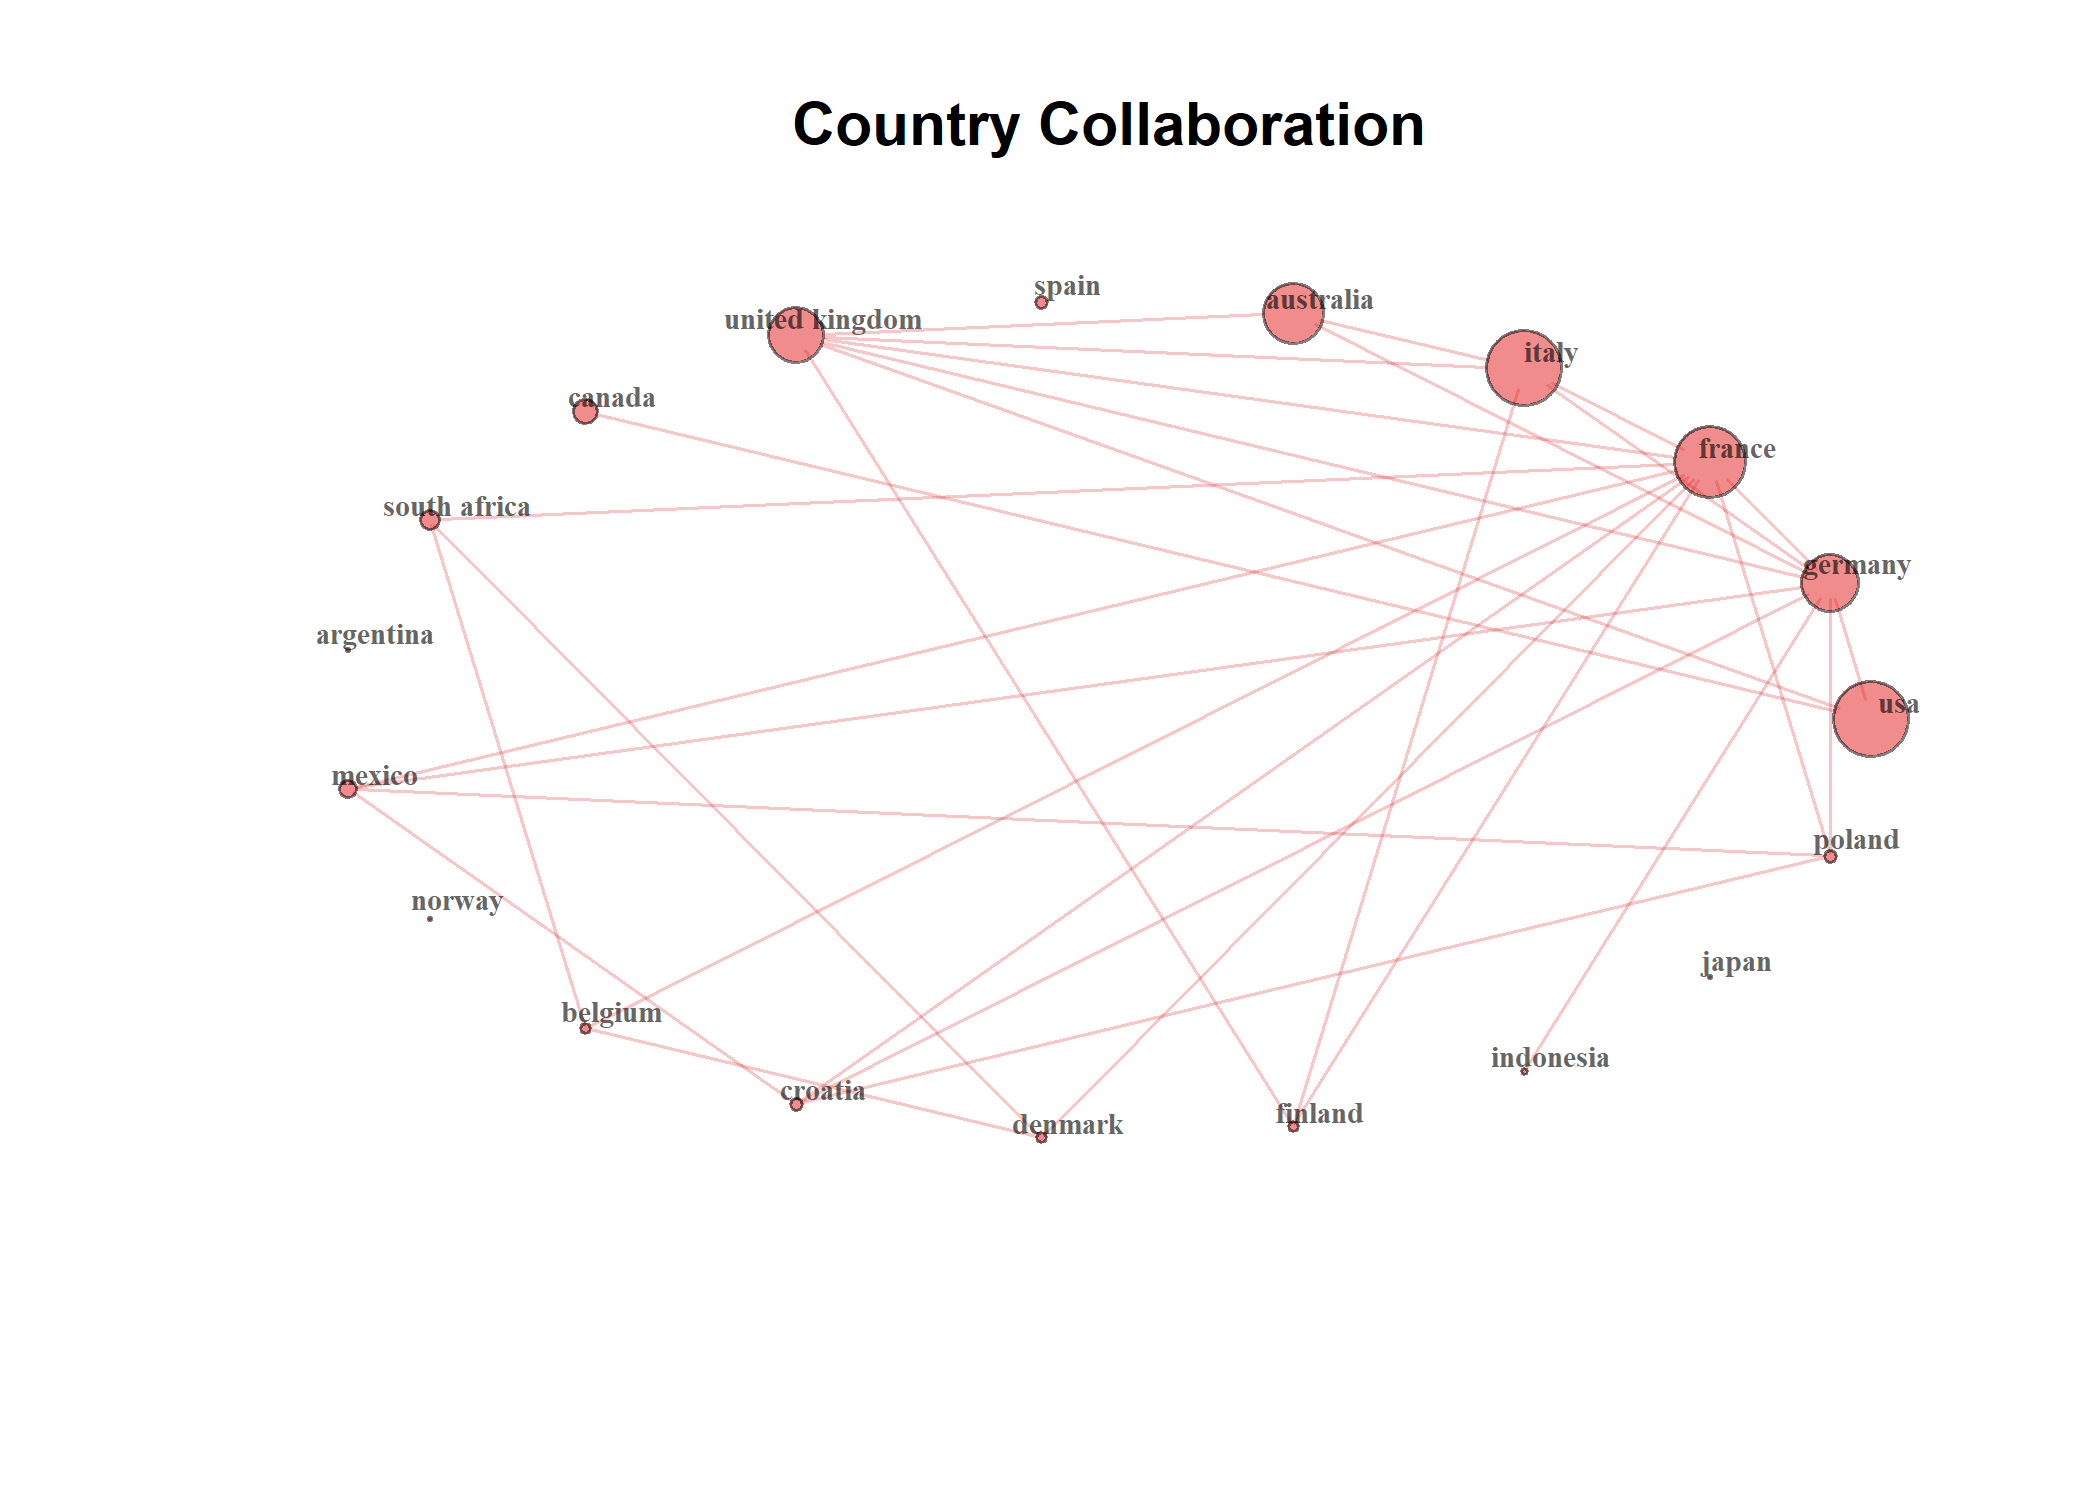 Country Collaboration
spain
australia
united kingdom
italy
canada
france
south africa
germany
argentina
usa
mexico
poland
norway
japan
belgium
indonesia
croatia
finland
denmark